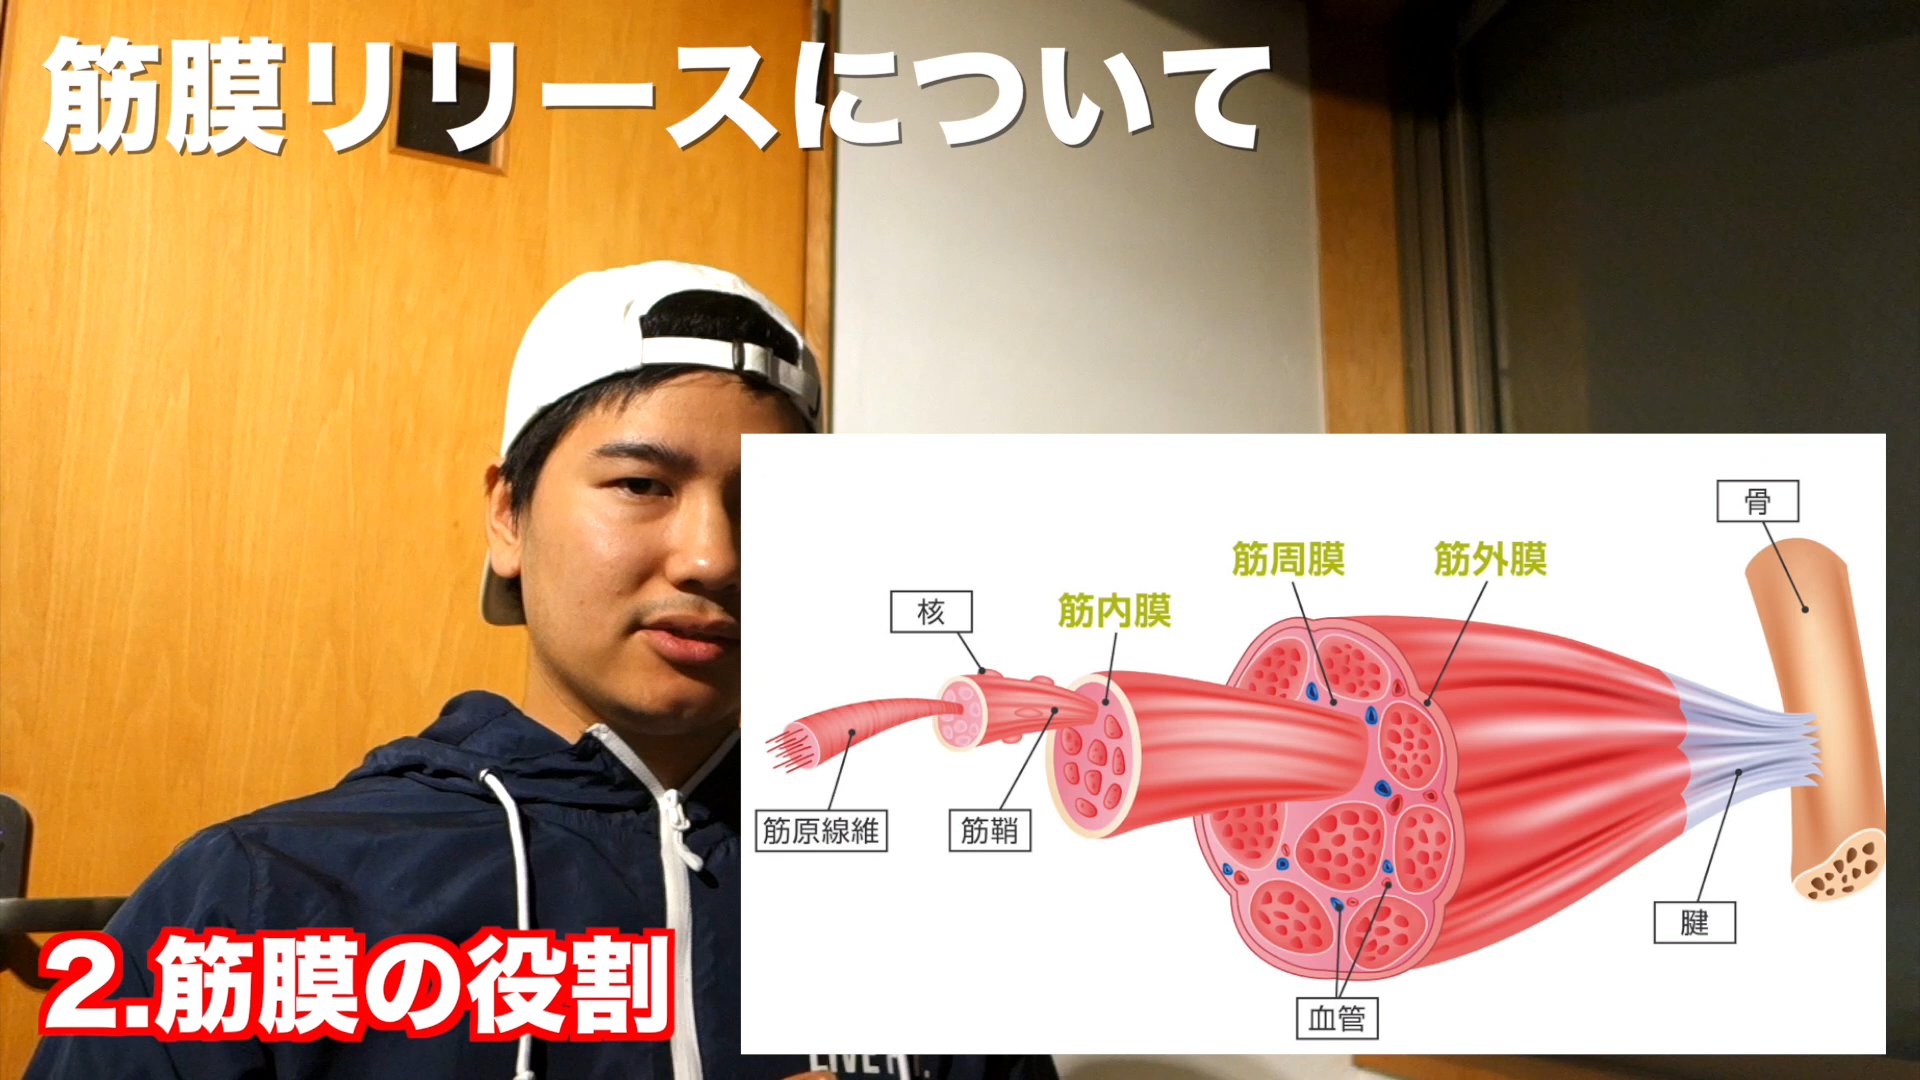 筋膜リリースについて
骨
筋周膜
筋外膜
核
筋内膜
筋原線維
筋鞘
腱
血管
2.筋膜の役割